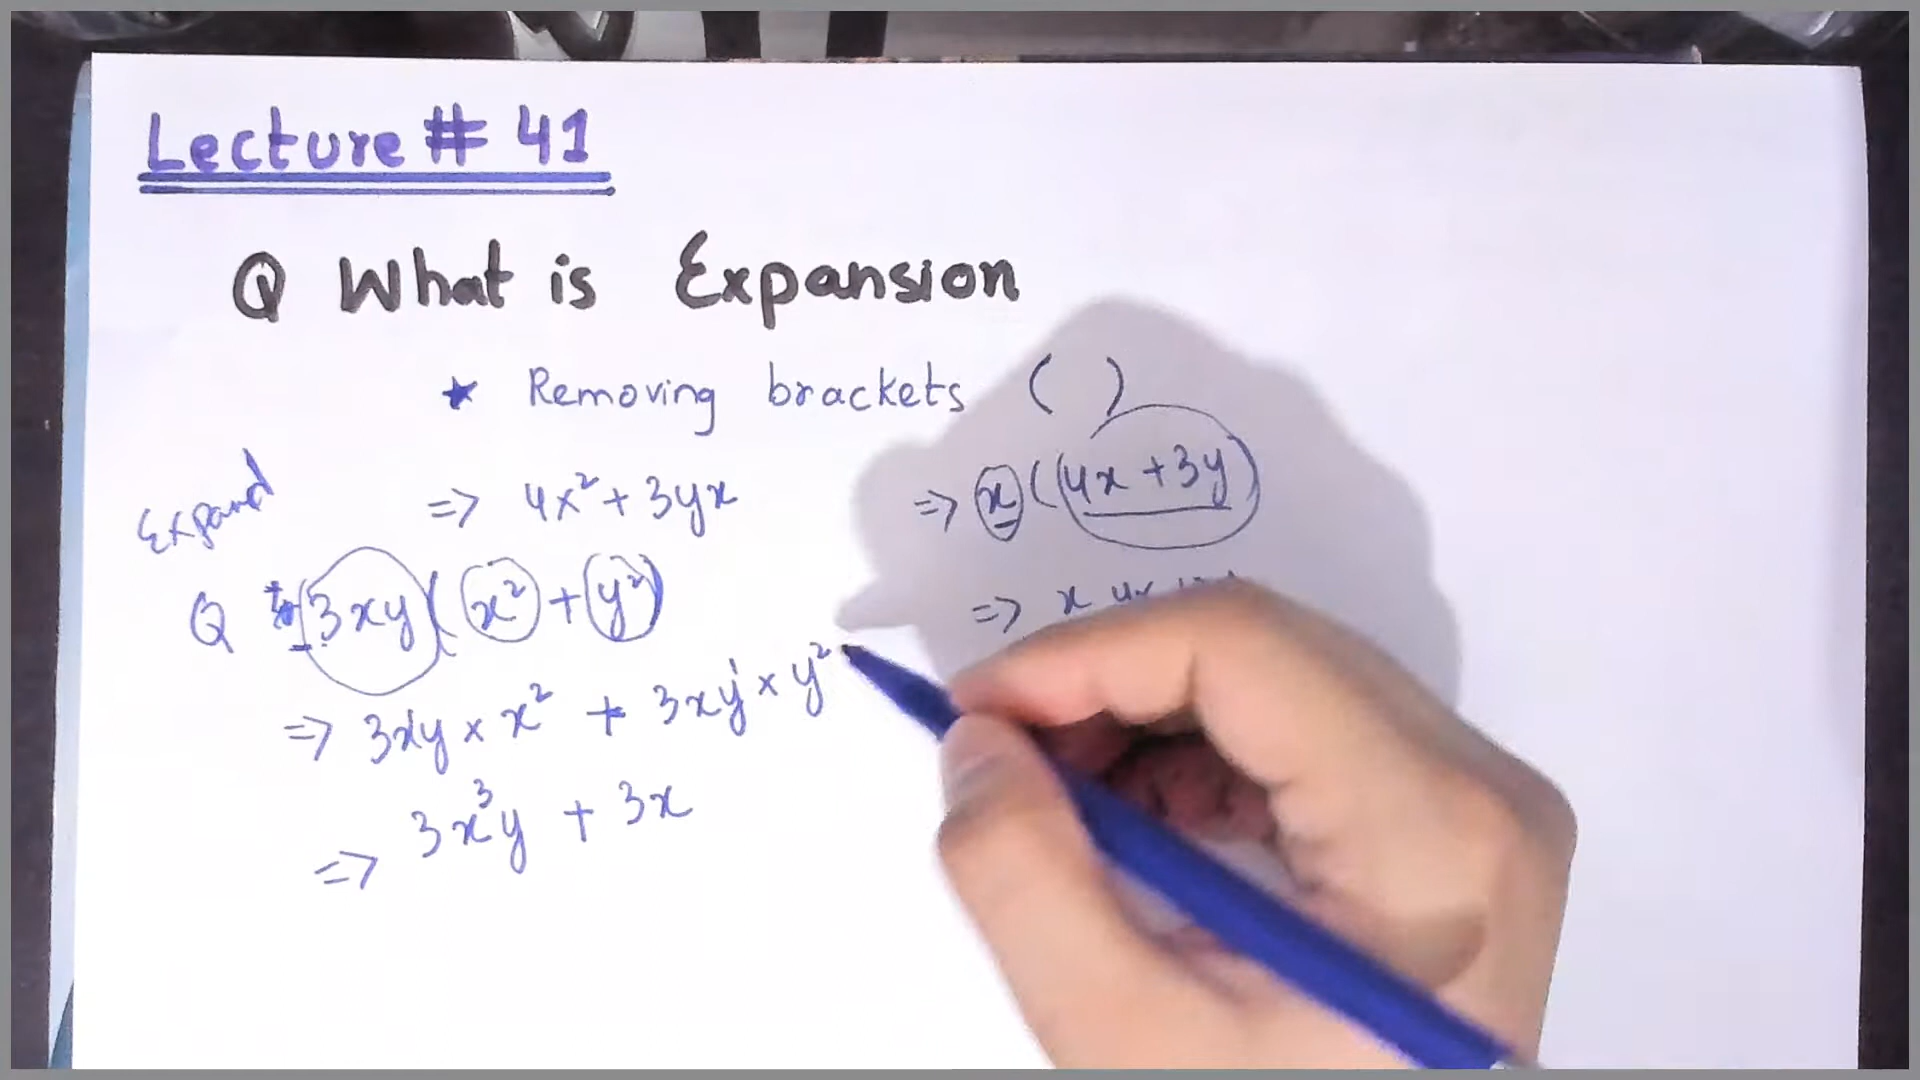 Lecture # 41
Q What is Expansion
★ Removing brackets ( )
Expand
=> 4x² + 3yx
=> x (4x + 3y)
Q 3xy (x² + y²)
=> x
=> 3xy × x² + 3xy × y²
=> 3x³y + 3x